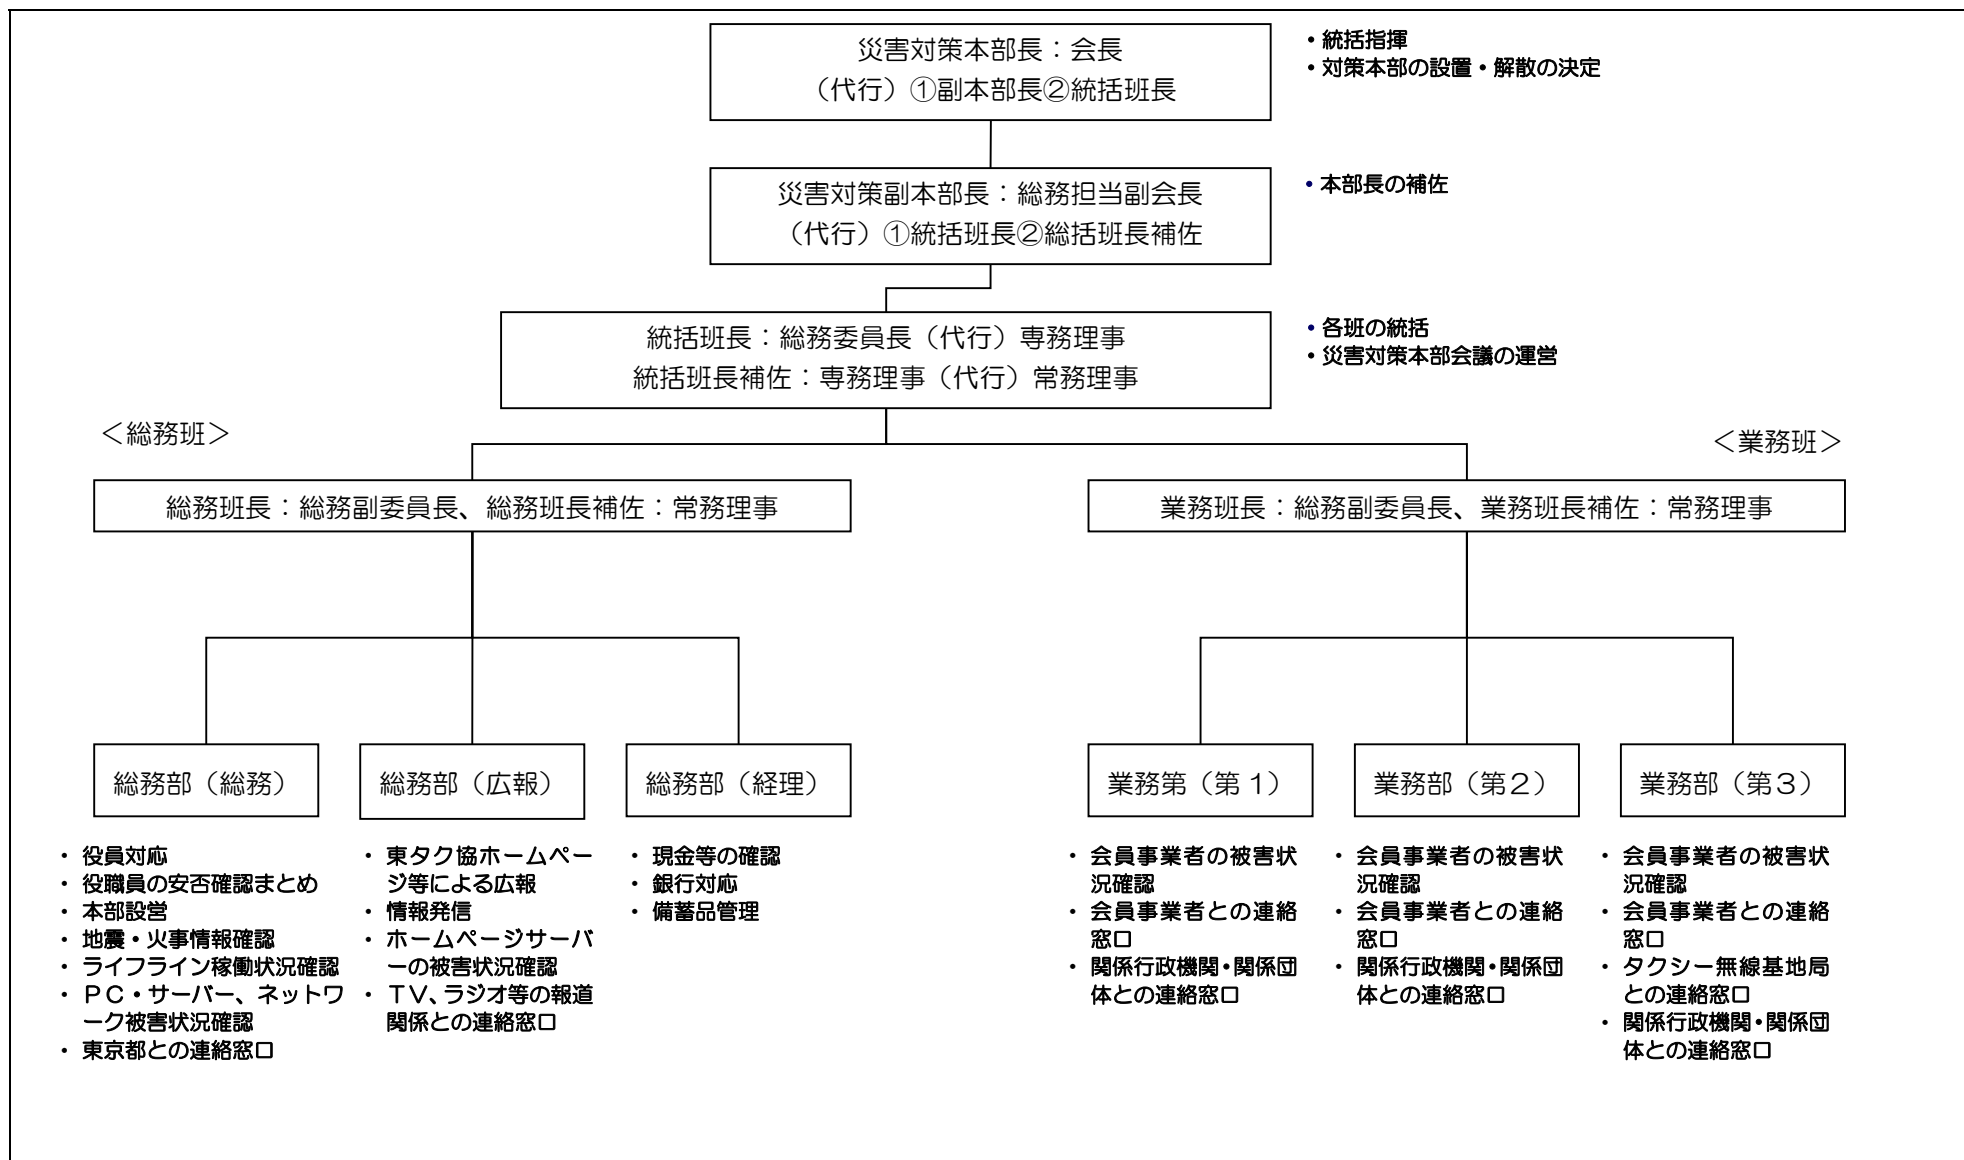 災害対策本部長：会長
（代行）①副本部長②統括班長
・統括指揮
・対策本部の設置・解散の決定
災害対策副本部長：総務担当副会長
（代行）①統括班長②総括班長補佐
・本部長の補佐
統括班長：総務委員長（代行）専務理事
統括班長補佐：専務理事（代行）常務理事
・各班の統括
・災害対策本部会議の運営
＜総務班＞
＜業務班＞
総務班長：総務副委員長、総務班長補佐：常務理事
業務班長：総務副委員長、業務班長補佐：常務理事
総務部（総務）
総務部（広報）
総務部（経理）
業務第（第1）
業務部（第２）
業務部（第３）
・ 役員対応
・ 役職員の安否確認まとめ
・ 本部設営
・ 地震・火事情報確認
・ ライフライン稼働状況確認
・ ＰＣ・サーバー、ネットワ
ーク被害状況確認
・ 東京都との連絡窓口
・ 東タク協ホームペー
ジ等による広報
・ 情報発信
・ ホームページサーバ
ーの被害状況確認
・ ＴＶ、ラジオ等の報道
関係との連絡窓口
・ 現金等の確認
・ 銀行対応
・ 備蓄品管理
・ 会員事業者の被害状
況確認
・ 会員事業者との連絡
窓口
・ 関係行政機関・関係団
体との連絡窓口
・ 会員事業者の被害状
況確認
・ 会員事業者との連絡
窓口
・ 関係行政機関・関係団
体との連絡窓口
・ 会員事業者の被害状
況確認
・ 会員事業者との連絡
窓口
・ タクシー無線基地局
との連絡窓口
・ 関係行政機関・関係団
体との連絡窓口